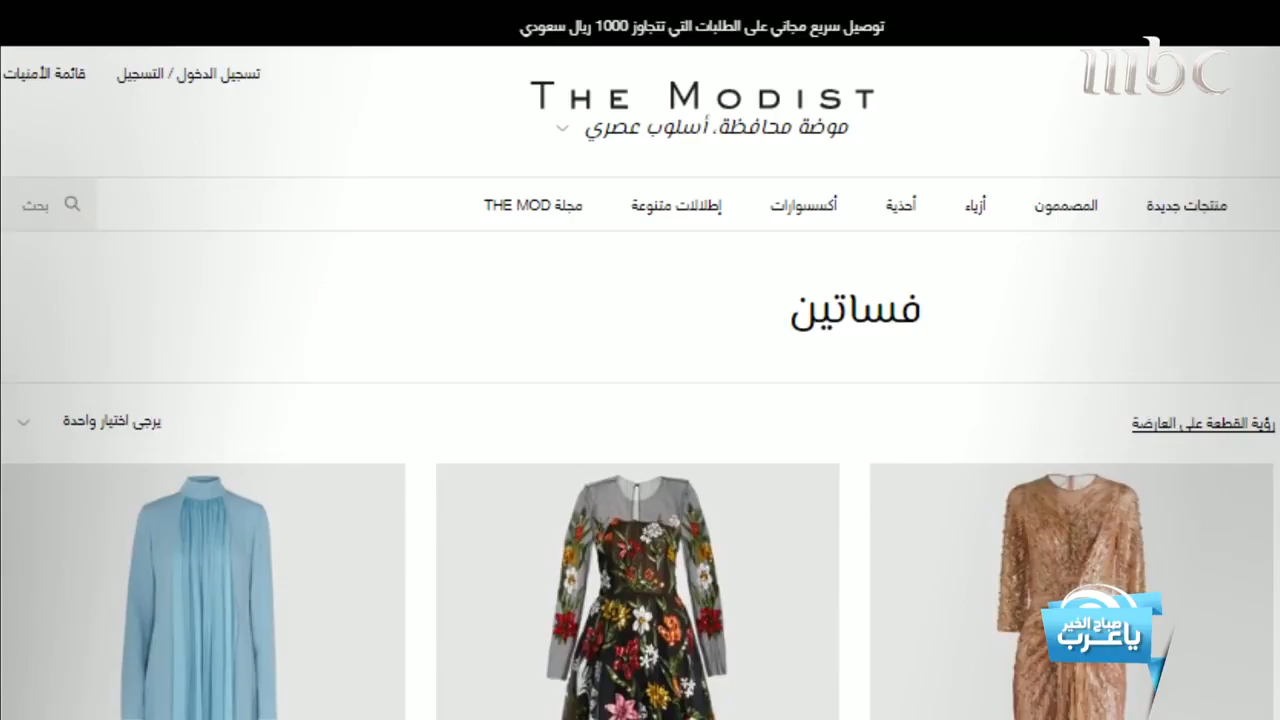 توصيل سريع مجاني على الطلبات التي تتجاوز 1000 ريال سعودي
mbc
تسجيل الدخول / التسجيل
قائمة الأمنيات
THE MODIST
موضة محافظة. أسلوب عصري
منتجات جديدة
المصممون
أزياء
أحذية
أكسسوارات
إطلالات متنوعة
مجلة THE MOD
بحث
فساتين
رؤية القطعة على العارضة
يرجى اختيار واحدة
صباح الخير
يا عرب